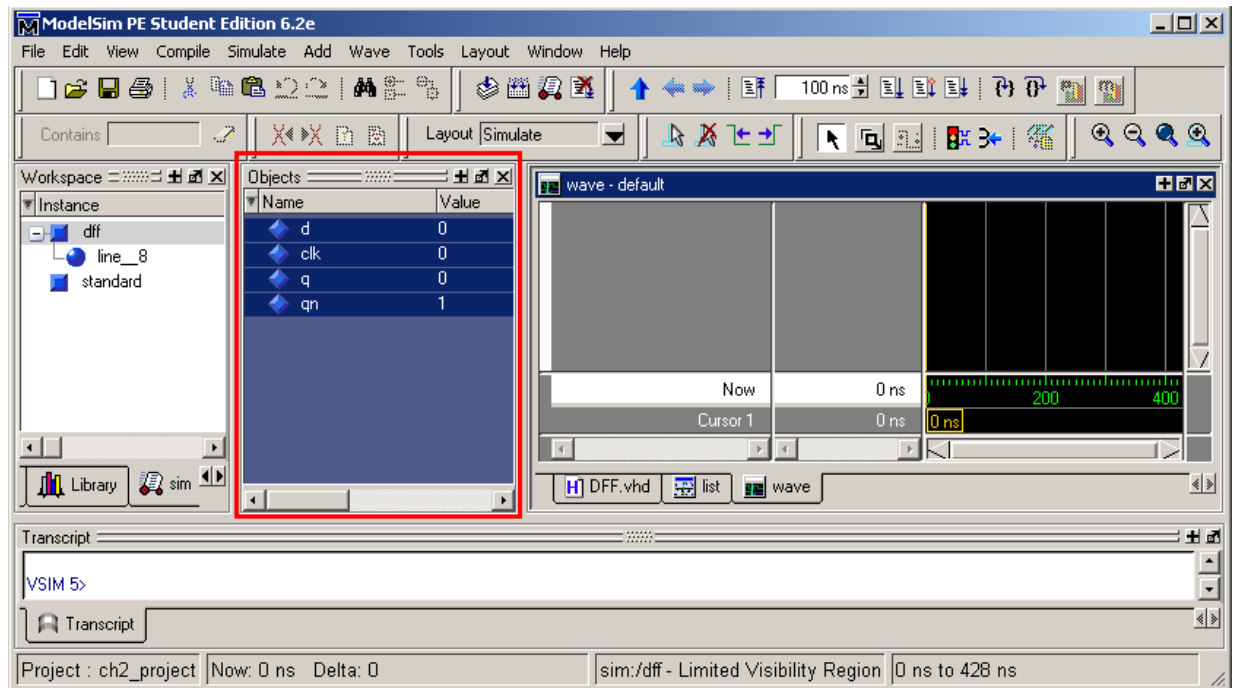 ModelSim PE Student Edition 6.2e
File Edit View Compile Simulate Add Wave Tools Layout Window Help
100 ns
Contains
Layout Simulate
Workspace
Instance
dff
line__8
standard
Library
sim
Objects
Name Value
d 0
clk 0
q 0
qn 1
wave - default
Now 0 ns
Cursor 1 0 ns
200 400
0 ns
DFF.vhd list wave
Transcript
VSIM 5>
Transcript
Project : ch2_project Now: 0 ns Delta: 0 sim:/dff - Limited Visibility Region 0 ns to 428 ns